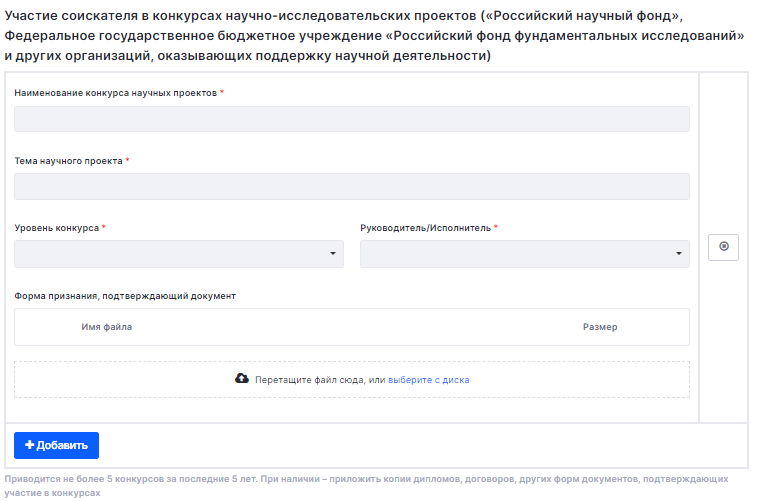 Участие соискателя в конкурсах научно-исследовательских проектов («Российский научный фонд»,
Федеральное государственное бюджетное учреждение «Российский фонд фундаментальных исследований»
и других организаций, оказывающих поддержку научной деятельности)
Наименование конкурса научных проектов *
Тема научного проекта *
Уровень конкурса * Руководитель/Исполнитель *
Форма признания, подтверждающий документ
Имя файла Размер
Перетащите файл сюда, или выберите с диска
+ Добавить
Приводится не более 5 конкурсов за последние 5 лет. При наличии – приложить копии дипломов, договоров, других форм документов, подтверждающих
участие в конкурсах